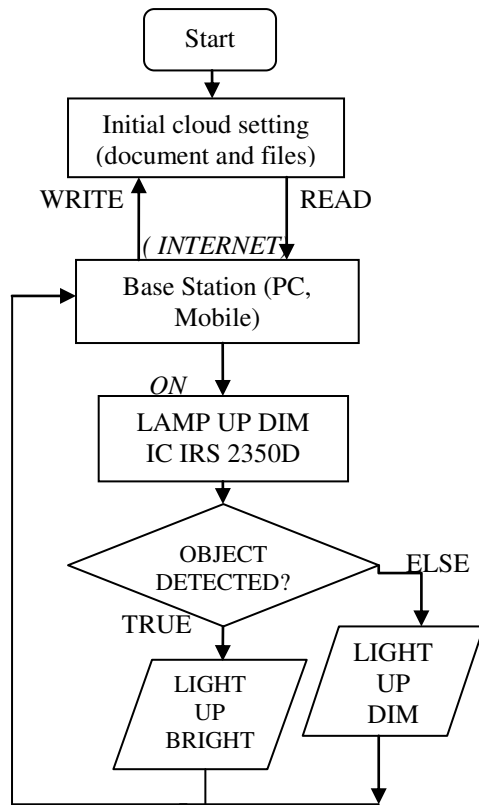 Start
Initial cloud setting
(document and files)
WRITE
READ
( INTERNET)
Base Station (PC,
Mobile)
ON
LAMP UP DIM
IC IRS 2350D
OBJECT
DETECTED?
ELSE
TRUE
LIGHT
UP
BRIGHT
LIGHT
UP
DIM